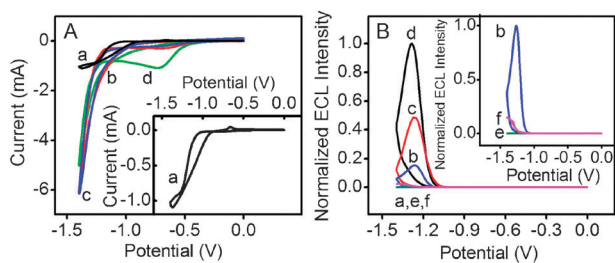 A
0
-2
-4
-6
Current (mA)
a
b
c
d
-1.5
-1.0
-0.5
0.0
Potential (V)
Potential (V)
-1.5 -1.0 -0.5 0.0
0.0
-0.5
-1.0
Current (mA)
a
B
Normalized ECL Intensity
1.0
0.8
0.6
0.4
0.2
0.0
d
c
b
a,e,f
-1.5 -1.2 -0.9 -0.6 -0.3 0.0
Potential (V)
Normalized ECL Intensity
1.0
0.5
0.0
b
f
e
-1.5 -1.0 -0.5 0.0
Potential (V)